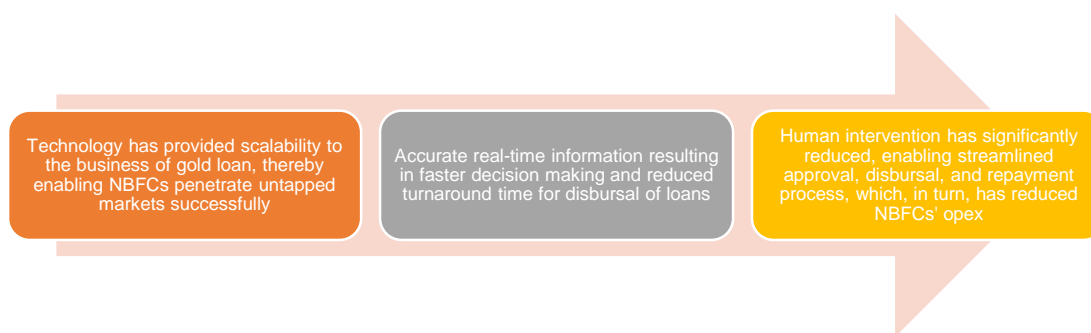 Technology has provided scalability to
the business of gold loan, thereby
enabling NBFCs penetrate untapped
markets successfully
Accurate real-time information resulting
in faster decision making and reduced
turnaround time for disbursal of loans
Human intervention has significantly
reduced, enabling streamlined
approval, disbursal, and repayment
process, which, in turn, has reduced
NBFCs' opex